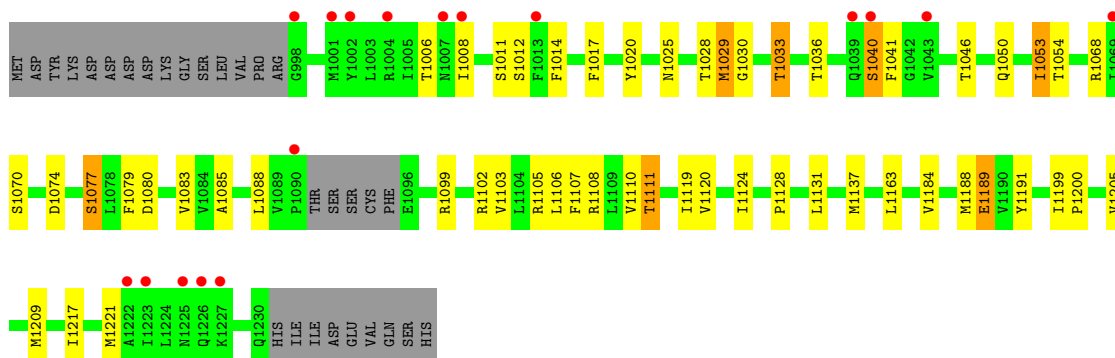 MET ASP TYR LYS ASP ASP ASP ASP LYS GLY SER LEU VAL PRO ARG G998 M1001 Y1002 L1003 R1004 I1005 T1006 N1007 I1008 S1011 S1012 F1013 F1014 F1017 Y1020 N1025 T1028 M1029 G1030 T1033 T1036 Q1039 S1040 F1041 G1042 V1043 T1046 Q1050 I1053 T1054 R1068 I1069
S1070 D1074 S1077 L1078 F1079 D1080 V1083 V1084 A1085 L1088 V1089 P1090 THR SER SER CYS PHE E1096 R1099 R1102 V1103 L1104 R1105 L1106 F1107 R1108 L1109 V1110 T1111 I1119 V1120 I1124 P1128 L1131 M1137 L1163 V1184 M1188 E1189 V1190 Y1191 I1199 P1200
M1209 I1217 M1221 A1222 I1223 L1224 N1225 Q1226 K1227 Q1230 HIS ILE ILE ASP GLU VAL GLN SER HIS